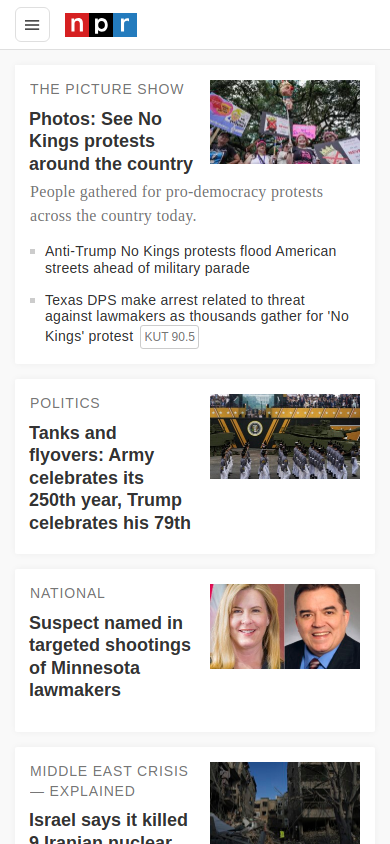 npr
THE PICTURE SHOW
Photos: See No
Kings protests
around the country
People gathered for pro-democracy protests
across the country today.
Anti-Trump No Kings protests flood American
streets ahead of military parade
Texas DPS make arrest related to threat
against lawmakers as thousands gather for 'No
Kings' protest KUT 90.5
POLITICS
Tanks and
flyovers: Army
celebrates its
250th year, Trump
celebrates his 79th
NATIONAL
Suspect named in
targeted shootings
of Minnesota
lawmakers
MIDDLE EAST CRISIS
— EXPLAINED
Israel says it killed
9 Iranian nuclear